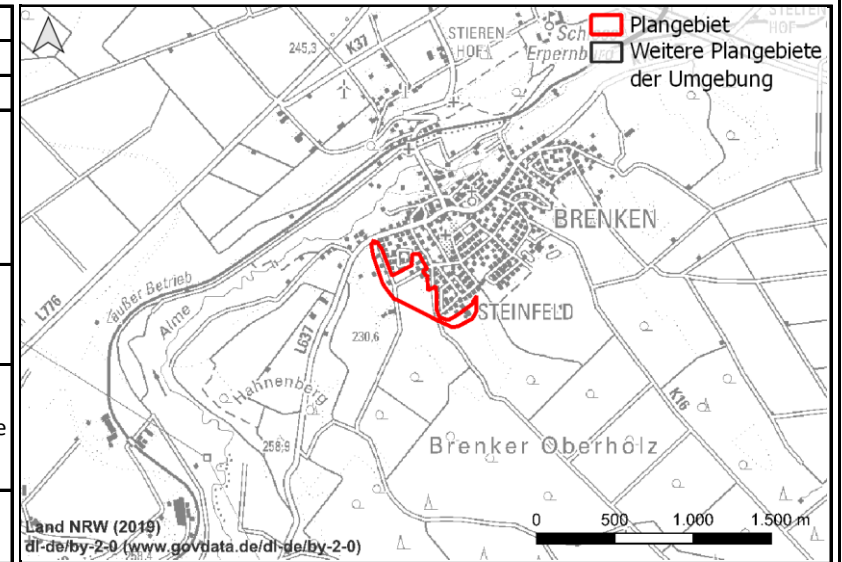 Plangebiet
Weitere Plangebiete
der Umgebung
STIEREN
HOF
Erpernb
STELTEN
HOF
245,3
K37
BRENKEN
L776
außer Betrieb
Alme
STEINFELD
L637
230,6
Hahnenberg
K16
258,9
Brenker Oberholz
e
Land NRW (2019)
dl-de/by-2-0 (www.govdata.de/dl-de/by-2-0)
0 500 1.000 1.500 m